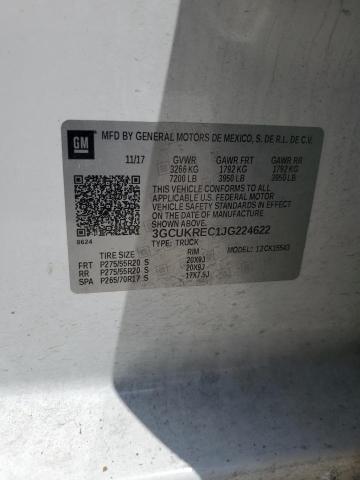 GM
MFD BY GENERAL MOTORS DE MEXICO, S. DE R.L. DE C.V.
11/17 GVWR GAWR FRT GAWR RR
3266 KG 1792 KG 1792 KG
7200 LB 3950 LB 3950 LB
THIS VEHICLE CONFORMS TO ALL
APPLICABLE U.S. FEDERAL MOTOR
VEHICLE SAFETY AND THEFT
PREVENTION STANDARDS IN EFFECT
ON THE DATE OF MANUFACTURE
SHOWN ABOVE.
3GCUKREC1JG224622
8624
TYPE: TRUCK MODEL: 12CK15543
TIRE SIZE RIM
FRT P275/55R20 S 20X9J
RR P275/55R20 S 20X9J
SPA P265/70R17 S 17X7.5J